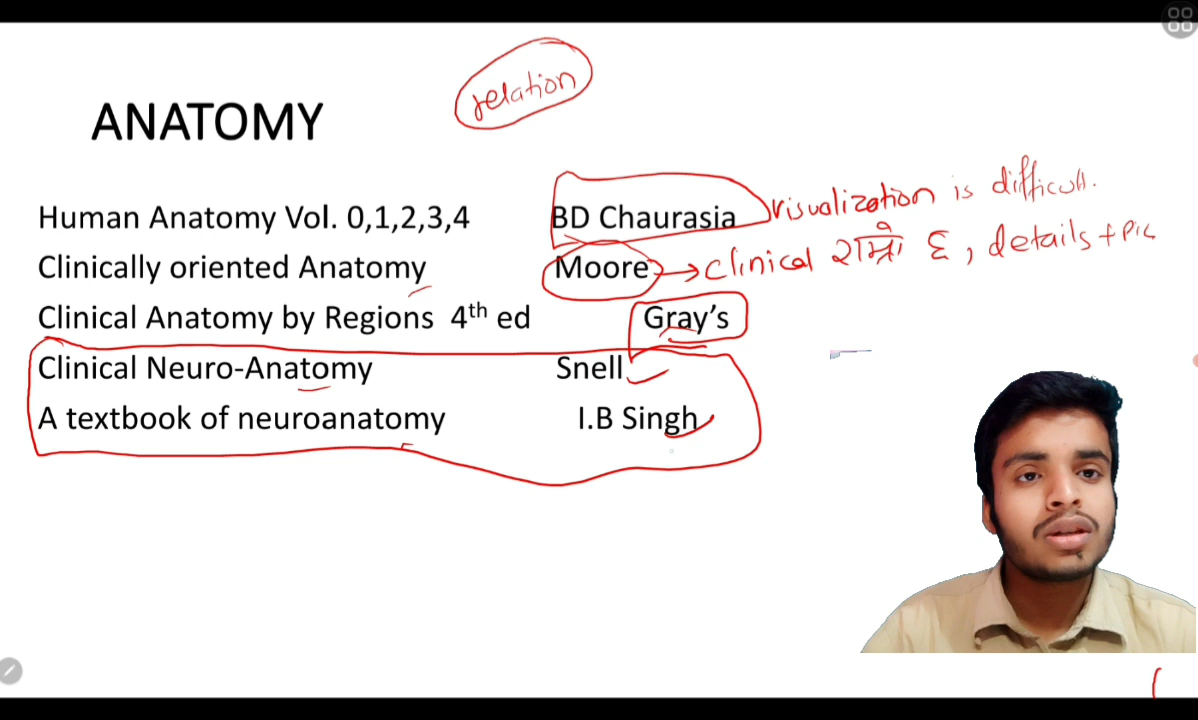 relation
ANATOMY
Human Anatomy Vol. 0,1,2,3,4 BD Chaurasia visualization is difficult.
Clinically oriented Anatomy Moore → clinical রাখো, details + pic
Clinical Anatomy by Regions 4th ed Gray's
Clinical Neuro-Anatomy Snell
A textbook of neuroanatomy I.B Singh